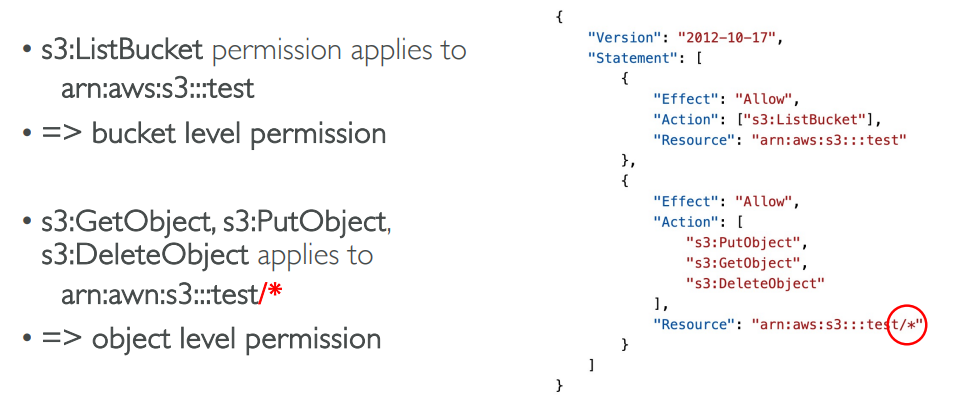 • s3:ListBucket permission applies to
arn:aws:s3:::test
• => bucket level permission
• s3:GetObject, s3:PutObject,
s3:DeleteObject applies to
arn:awn:s3:::test/*
• => object level permission
{
    "Version": "2012-10-17",
    "Statement": [
        {
            "Effect": "Allow",
            "Action": ["s3:ListBucket"],
            "Resource": "arn:aws:s3:::test"
        },
        {
            "Effect": "Allow",
            "Action": [
                "s3:PutObject",
                "s3:GetObject",
                "s3:DeleteObject"
            ],
            "Resource": "arn:aws:s3:::test/*"
        }
    ]
}